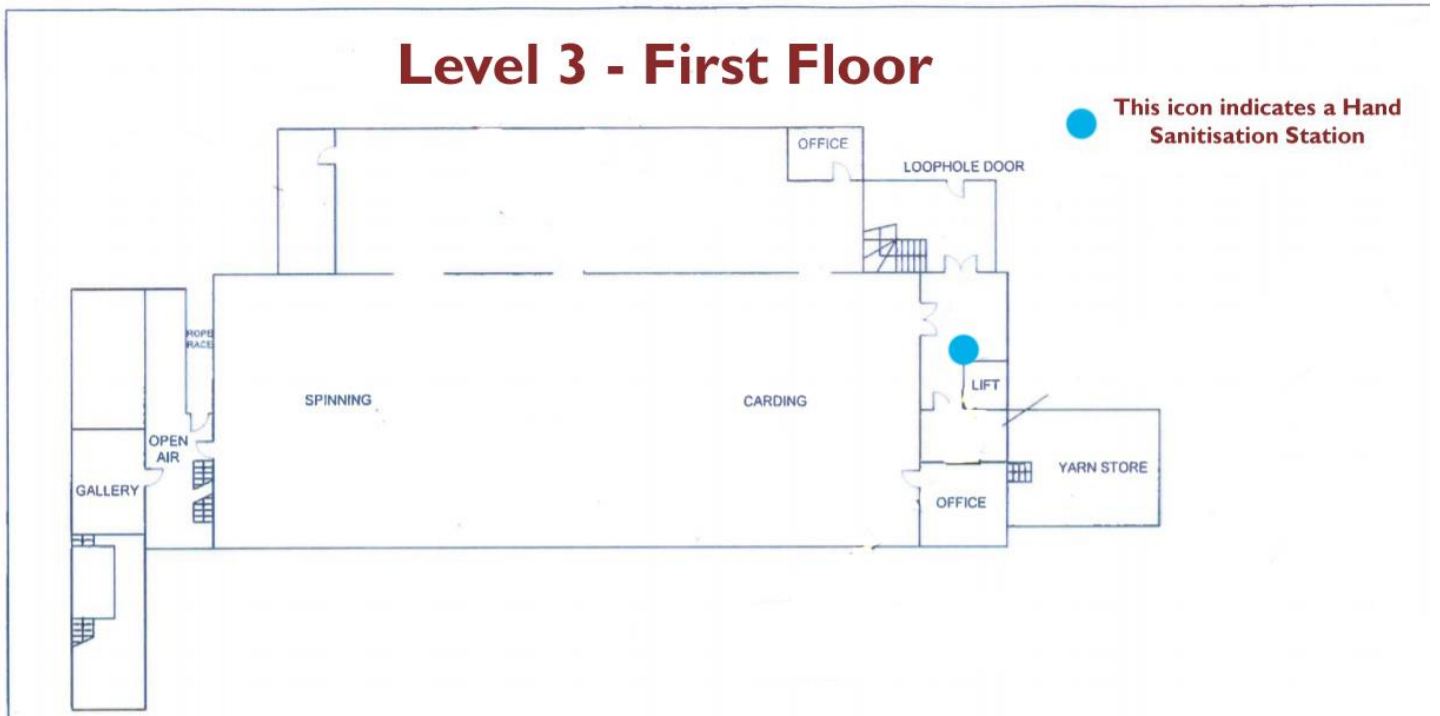 Level 3 - First Floor
This icon indicates a Hand
Sanitisation Station
OFFICE
LOOPHOLE DOOR
ROPE
RACE
SPINNING
CARDING
LIFT
OPEN
AIR
GALLERY
YARN STORE
OFFICE